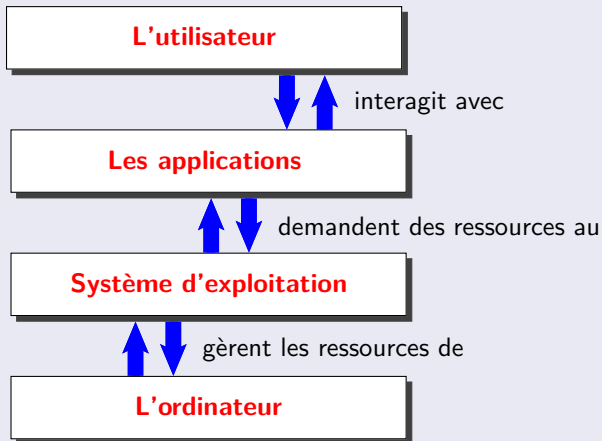 L'utilisateur
interagit avec
Les applications
demandent des ressources au
Système d'exploitation
gèrent les ressources de
L'ordinateur